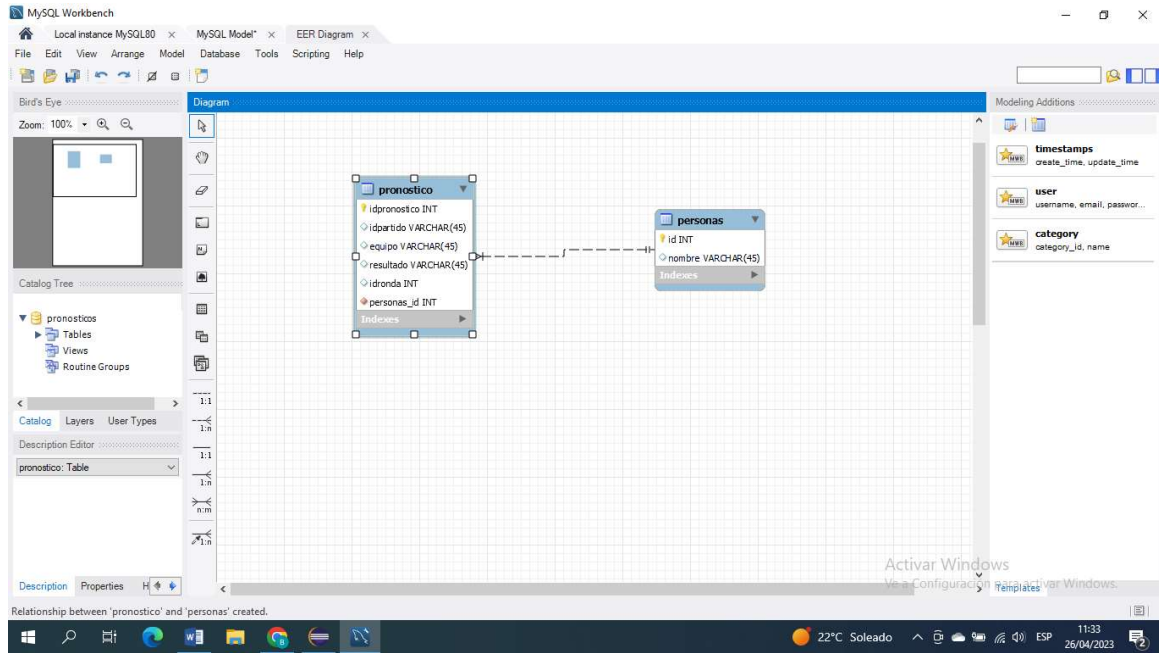 MySQL Workbench
Local instance MySQL80
MySQL Model*
EER Diagram
File Edit View Arrange Model Database Tools Scripting Help
Bird's Eye
Zoom: 100%
Diagram
pronostico
idpronostico INT
idpartido VARCHAR(45)
equipo VARCHAR(45)
resultado VARCHAR(45)
idronda INT
personas_id INT
Indexes
personas
id INT
nombre VARCHAR(45)
Indexes
Modeling Additions
timestamps
create_time, update_time
user
username, email, passwor...
category
category_id, name
Catalog Tree
pronosticos
Tables
Views
Routine Groups
Catalog Layers User Types
Description Editor
pronostico: Table
Description Properties H
1:1
1:n
1:1
1:n
n:m
1:n
Activar Windows
Ve a Configuración para activar Windows.
Templates
Relationship between 'pronostico' and 'personas' created.
22°C Soleado
ESP
11:33
26/04/2023
2